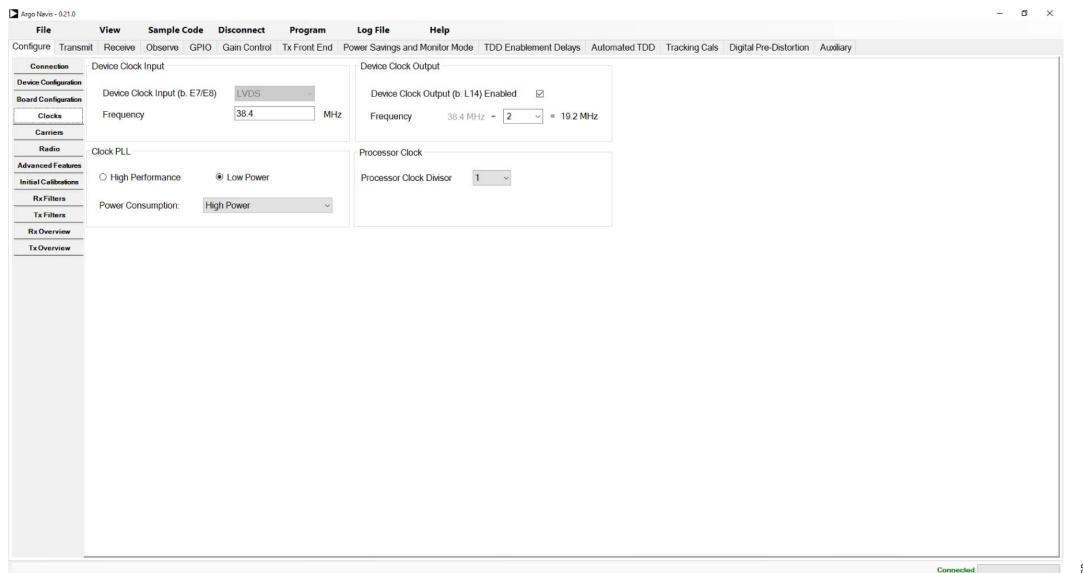 Argo Navis - 0.21.0
File View Sample Code Disconnect Program Log File Help
Configure Transmit Receive Observe GPIO Gain Control Tx Front End Power Savings and Monitor Mode TDD Enablement Delays Automated TDD Tracking Cals Digital Pre-Distortion Auxiliary
Connection
Device Configuration
Board Configuration
Clocks
Carriers
Radio
Advanced Features
Initial Calibrations
Rx Filters
Tx Filters
Rx Overview
Tx Overview
Device Clock Input
Device Clock Input (b. E7/E8) LVDS
Frequency 38.4 MHz
Device Clock Output
Device Clock Output (b. L14) Enabled
Frequency 38.4 MHz ÷ 2 = 19.2 MHz
Clock PLL
High Performance Low Power
Power Consumption: High Power
Processor Clock
Processor Clock Divisor 1
Connected